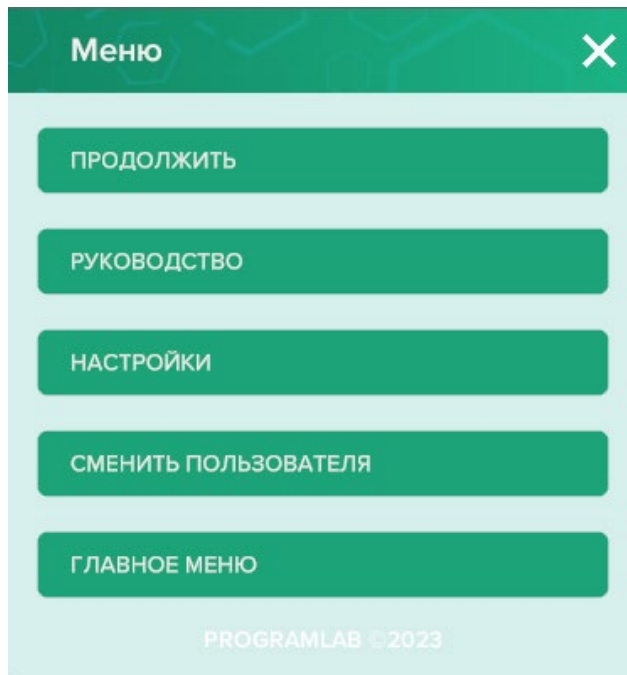 Меню
ПРОДОЛЖИТЬ
РУКОВОДСТВО
НАСТРОЙКИ
СМЕНИТЬ ПОЛЬЗОВАТЕЛЯ
ГЛАВНОЕ МЕНЮ
PROGRAMLAB ©2023